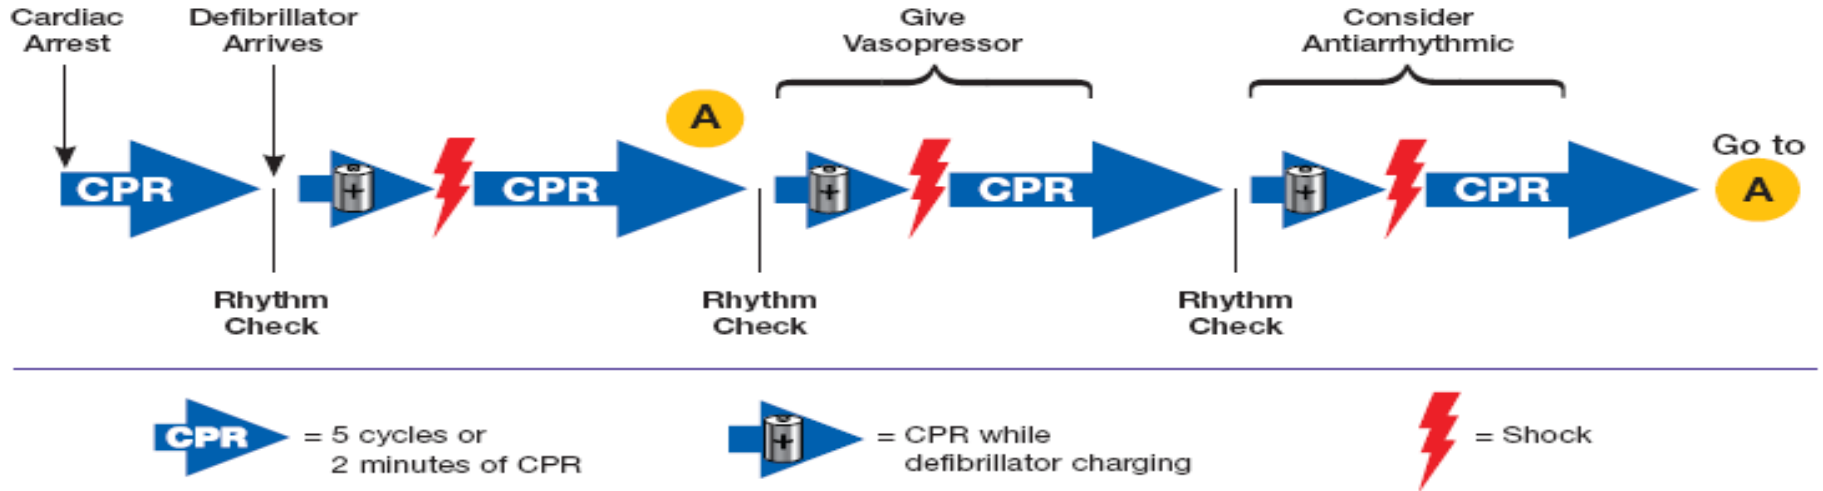 Cardiac
Arrest
Defibrillator
Arrives
Give
Vasopressor
Consider
Antiarrhythmic
A
Go to
A
CPR
+
CPR
+
CPR
+
CPR
Rhythm
Check
Rhythm
Check
Rhythm
Check
CPR
= 5 cycles or
2 minutes of CPR
+
= CPR while
defibrillator charging
= Shock